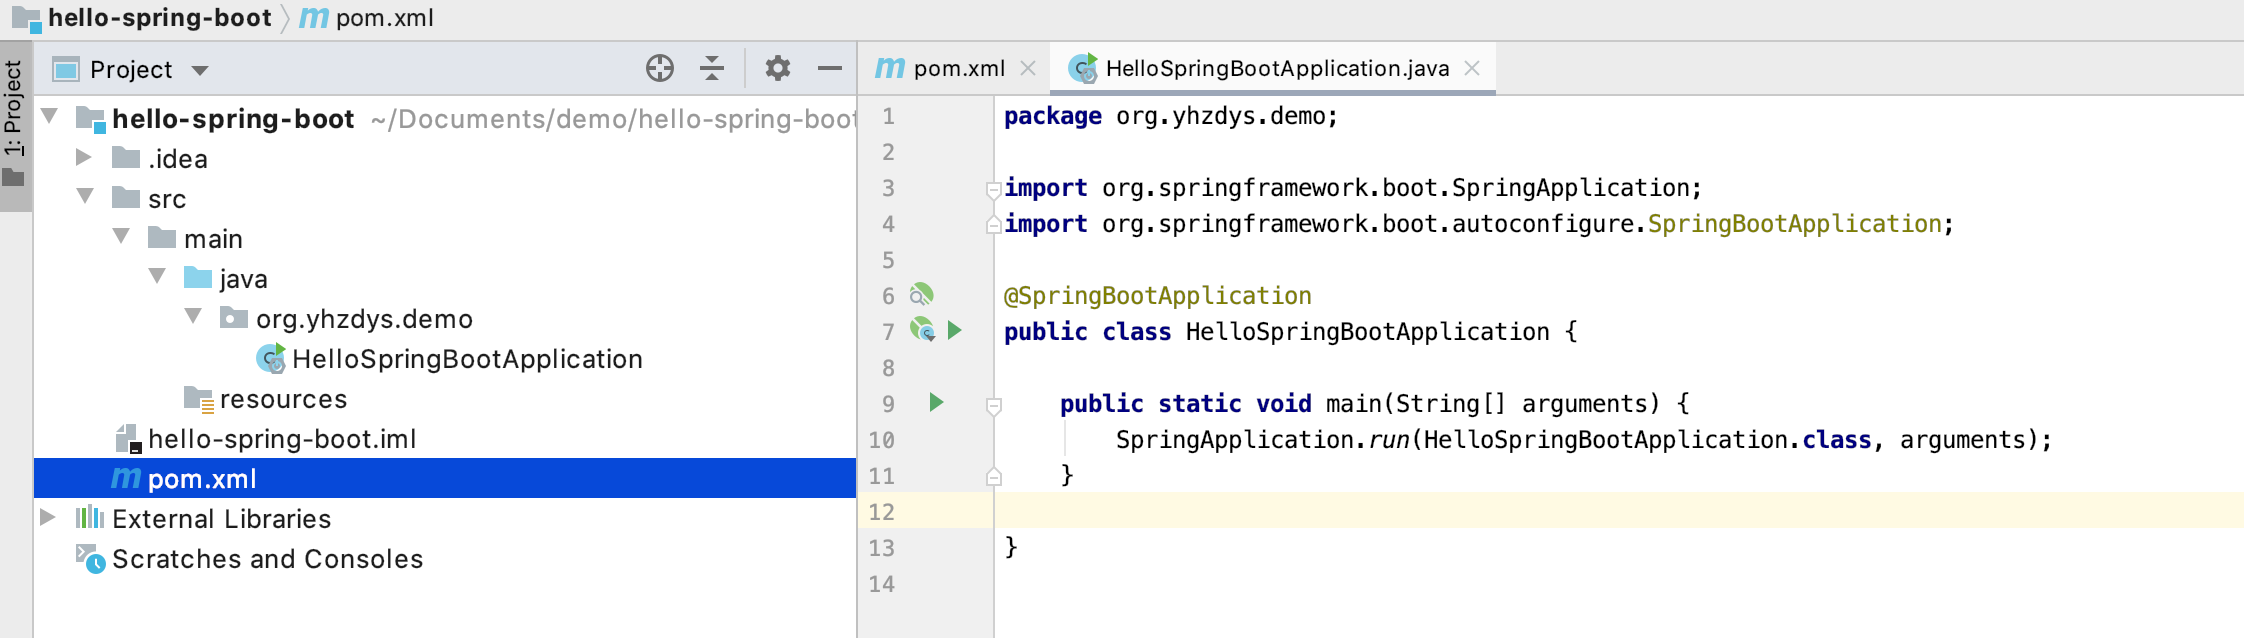 hello-spring-boot pom.xml
1: Project
Project
hello-spring-boot ~/Documents/demo/hello-spring-boot
.idea
src
main
java
org.yhzdys.demo
HelloSpringBootApplication
resources
hello-spring-boot.iml
pom.xml
External Libraries
Scratches and Consoles
pom.xml HelloSpringBootApplication.java
1 package org.yhzdys.demo;
2
3 import org.springframework.boot.SpringApplication;
4 import org.springframework.boot.autoconfigure.SpringBootApplication;
5
6 @SpringBootApplication
7 public class HelloSpringBootApplication {
8
9 public static void main(String[] arguments) {
10 SpringApplication.run(HelloSpringBootApplication.class, arguments);
11 }
12
13 }
14